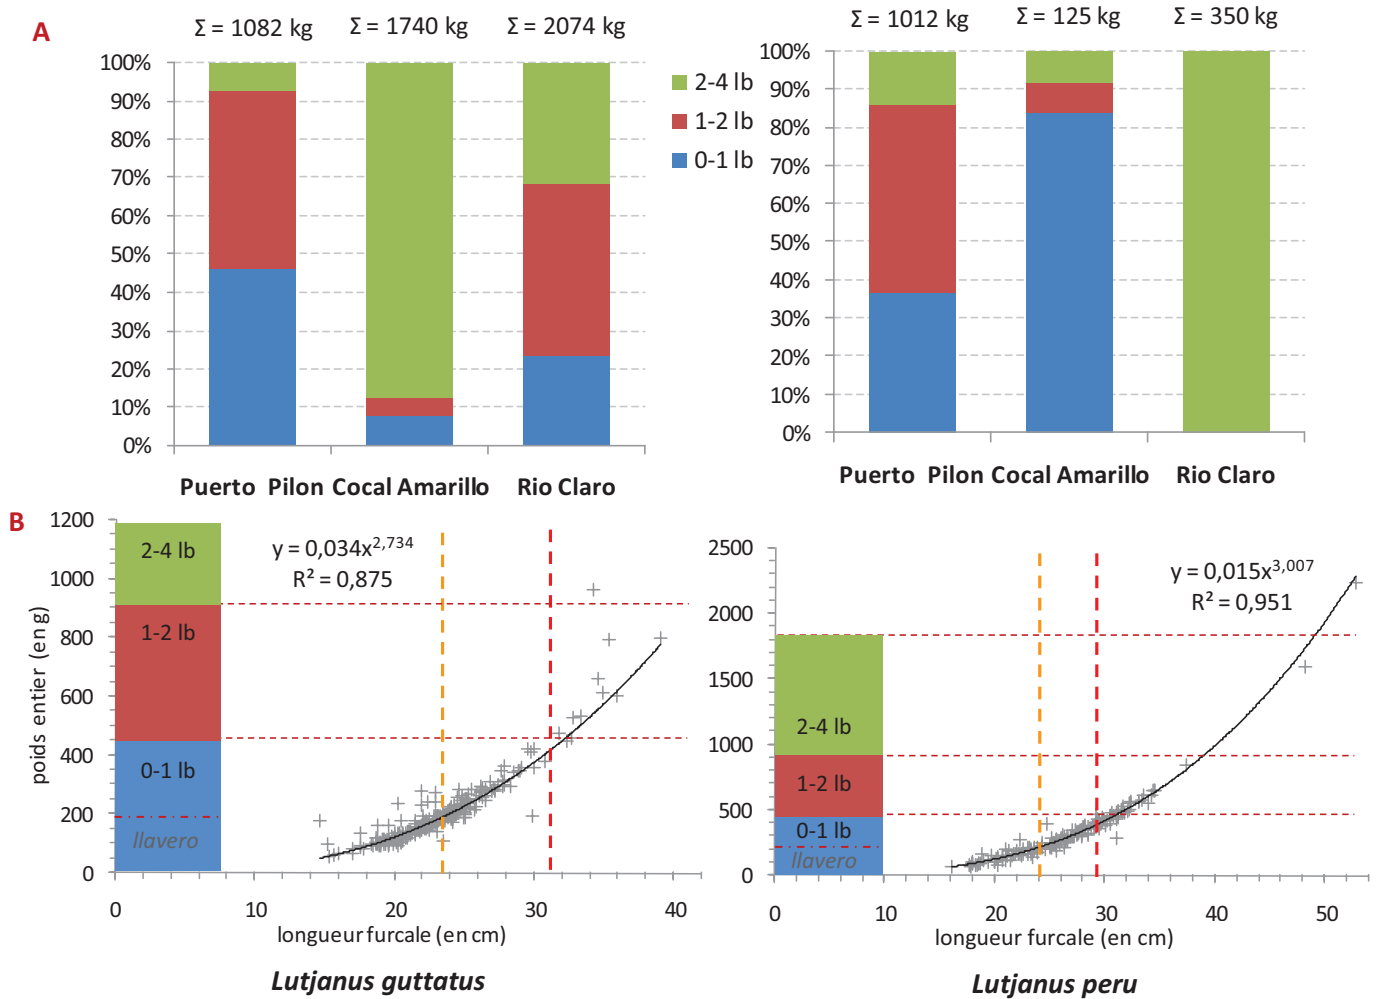 A
Σ = 1082 kg Σ = 1740 kg Σ = 2074 kg
100%
90%
80%
70%
60%
50%
40%
30%
20%
10%
0%
Puerto Pilon Cocal Amarillo Rio Claro
2-4 lb
1-2 lb
0-1 lb
Σ = 1012 kg Σ = 125 kg Σ = 350 kg
100%
90%
80%
70%
60%
50%
40%
30%
20%
10%
0%
Puerto Pilon Cocal Amarillo Rio Claro
B
poids entier (en g)
1200
1000
800
600
400
200
0
2-4 lb
1-2 lb
0-1 lb
llavero
y = 0,034x^2,734
R² = 0,875
0 10 20 30 40
longueur furcale (en cm)
Lutjanus guttatus
2500
2000
1500
1000
500
0
2-4 lb
1-2 lb
0-1 lb
llavero
y = 0,015x^3,007
R² = 0,951
0 10 20 30 40 50
longueur furcale (en cm)
Lutjanus peru